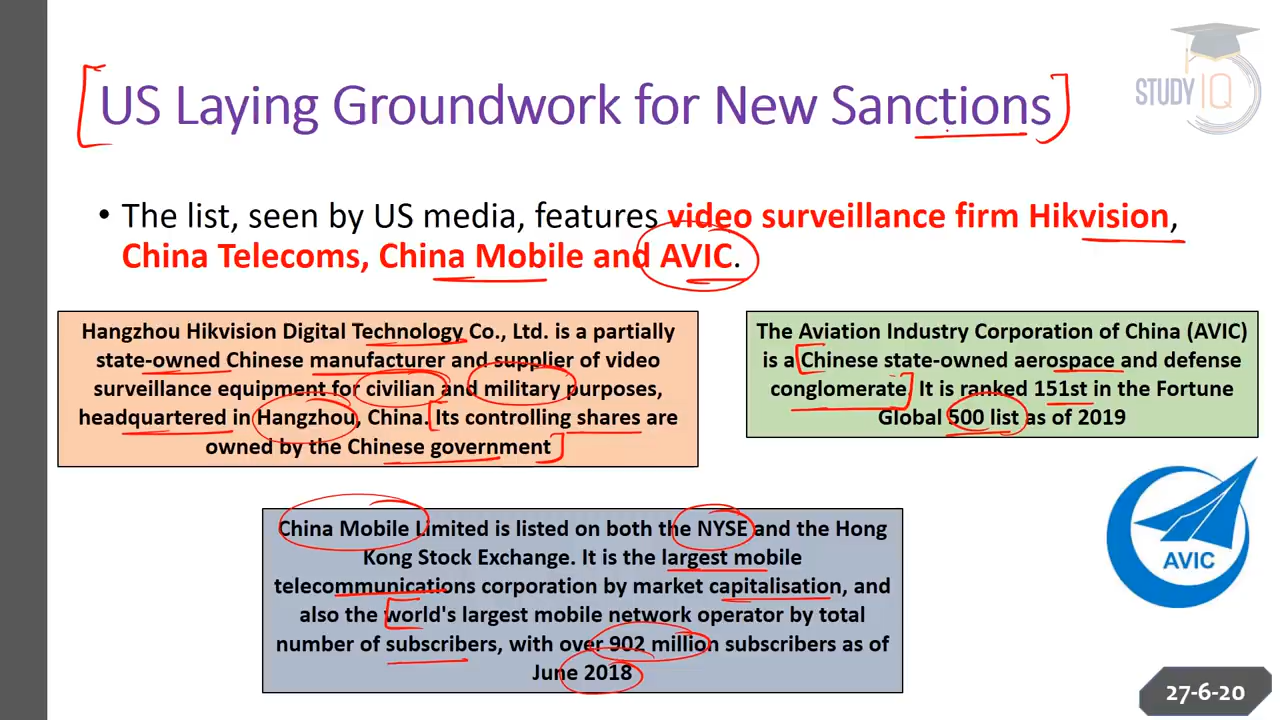 STUDY IQ
US Laying Groundwork for New Sanctions
• The list, seen by US media, features video surveillance firm Hikvision,
China Telecoms, China Mobile and AVIC.
Hangzhou Hikvision Digital Technology Co., Ltd. is a partially
state-owned Chinese manufacturer and supplier of video
surveillance equipment for civilian and military purposes,
headquartered in Hangzhou, China. Its controlling shares are
owned by the Chinese government
The Aviation Industry Corporation of China (AVIC)
is a Chinese state-owned aerospace and defense
conglomerate. It is ranked 151st in the Fortune
Global 500 list as of 2019
China Mobile Limited is listed on both the NYSE and the Hong
Kong Stock Exchange. It is the largest mobile
telecommunications corporation by market capitalisation, and
also the world's largest mobile network operator by total
number of subscribers, with over 902 million subscribers as of
June 2018
AVIC
27-6-20